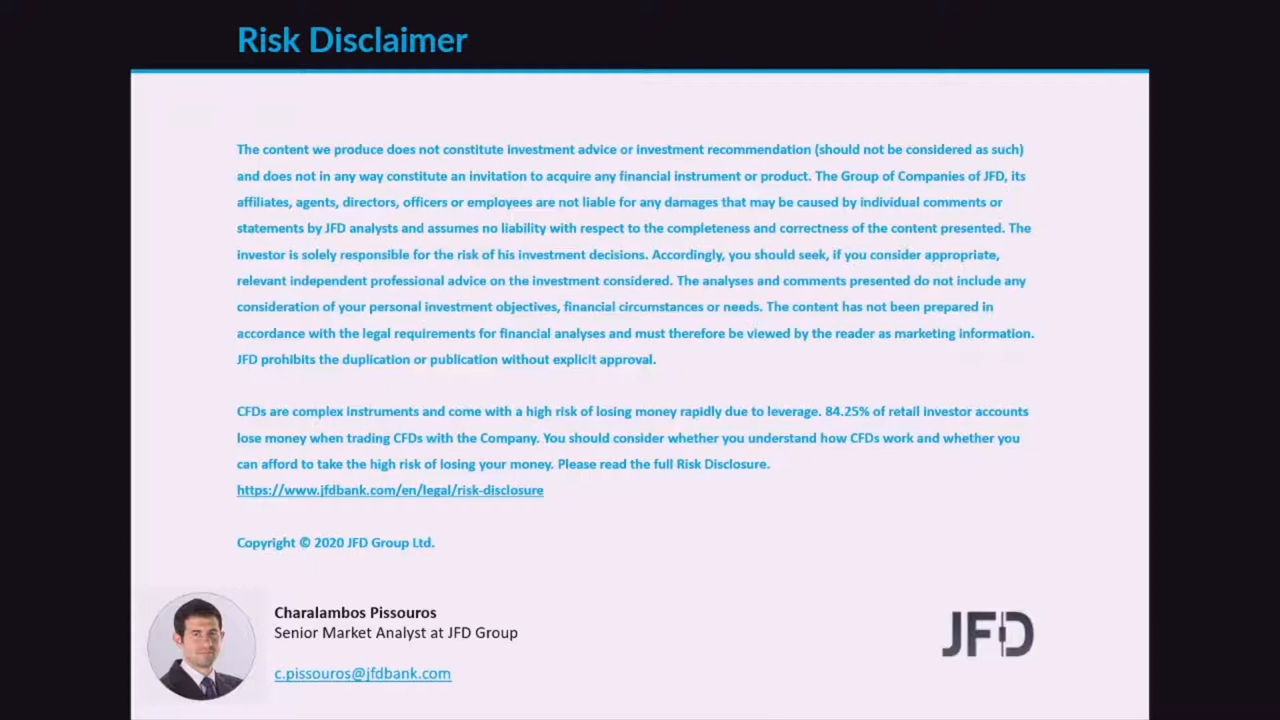 Risk Disclaimer
The content we produce does not constitute investment advice or investment recommendation (should not be considered as such)
and does not in any way constitute an invitation to acquire any financial instrument or product. The Group of Companies of JFD, its
affiliates, agents, directors, officers or employees are not liable for any damages that may be caused by individual comments or
statements by JFD analysts and assumes no liability with respect to the completeness and correctness of the content presented. The
investor is solely responsible for the risk of his investment decisions. Accordingly, you should seek, if you consider appropriate,
relevant independent professional advice on the investment considered. The analyses and comments presented do not include any
consideration of your personal investment objectives, financial circumstances or needs. The content has not been prepared in
accordance with the legal requirements for financial analyses and must therefore be viewed by the reader as marketing information.
JFD prohibits the duplication or publication without explicit approval.
CFDs are complex instruments and come with a high risk of losing money rapidly due to leverage. 84.25% of retail investor accounts
lose money when trading CFDs with the Company. You should consider whether you understand how CFDs work and whether you
can afford to take the high risk of losing your money. Please read the full Risk Disclosure.
https://www.jfdbank.com/en/legal/risk-disclosure
Copyright © 2020 JFD Group Ltd.
Charalambos Pissouros
Senior Market Analyst at JFD Group
c.pissouros@jfdbank.com
JFD